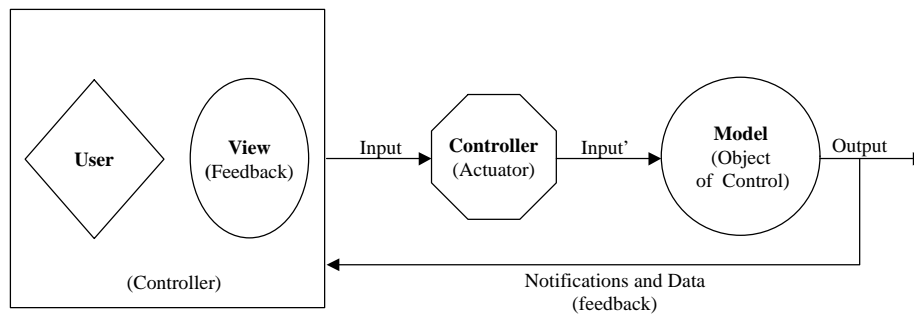 User
View
(Feedback)
(Controller)
Input
Controller
(Actuator)
Input’
Model
(Object
of Control)
Output
Notifications and Data
(feedback)